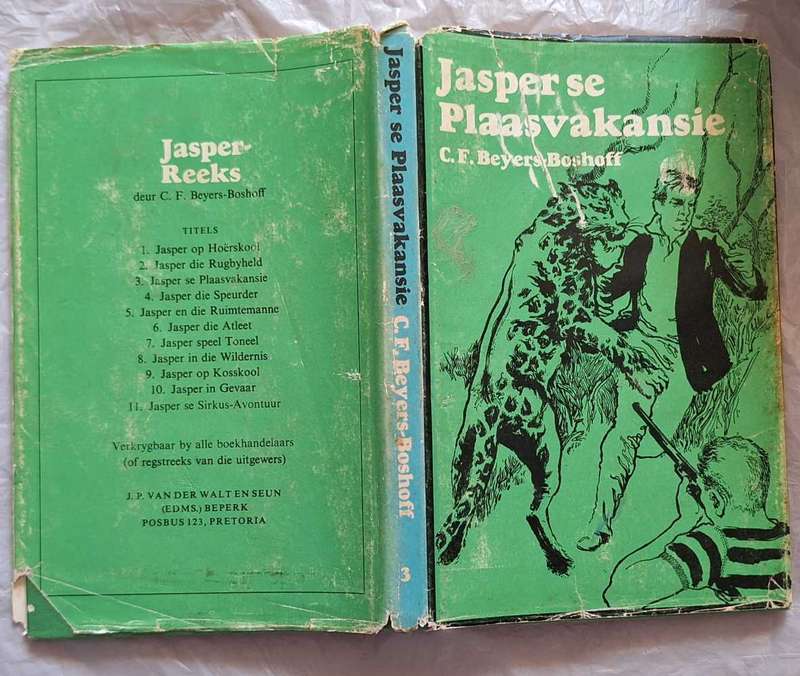 Jasper-
Reeks
deur C. F. Beyers-Boshoff
TITELS
1. Jasper op Hoërskool
2. Jasper die Rugbyheld
3. Jasper se Plaasvakansie
4. Jasper die Speurder
5. Jasper en die Ruimtemanne
6. Jasper die Atleet
7. Jasper speel Toneel
8. Jasper in die Wildernis
9. Jasper op Kosskool
10. Jasper in Gevaar
11. Jasper se Sirkus-Avontuur
Verkrygbaar by alle boekhandelaars
(of regstreeks van die uitgewers)
J. P. VAN DER WALT EN SEUN
(EDMS.) BEPERK
POSBUS 123, PRETORIA
Jasper se Plaasvakansie C. F. Beyers-Boshoff 3
Jasper se
Plaasvakansie
C. F. Beyers-Boshoff